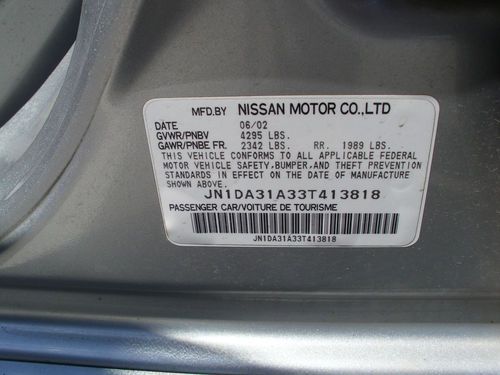 MFD.BY NISSAN MOTOR CO.,LTD
DATE 06/02
GVWR/PNBV 4295 LBS.
GAWR/PNBE FR. 2342 LBS. RR. 1989 LBS.
THIS VEHICLE CONFORMS TO ALL APPLICABLE FEDERAL
MOTOR VEHICLE SAFETY,BUMPER,AND THEFT PREVENTION
STANDARDS IN EFFECT ON THE DATE OF MANUFACTURE
SHOWN ABOVE.
JN1DA31A33T413818
PASSENGER CAR/VOITURE DE TOURISME
JN1DA31A33T413818